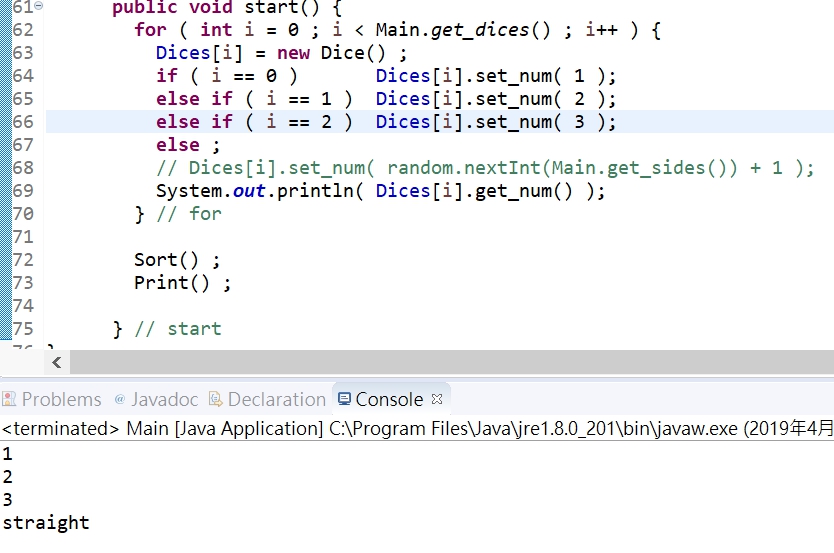 61 public void start() {
62 for ( int i = 0 ; i < Main.get_dices() ; i++ ) {
63 Dices[i] = new Dice() ;
64 if ( i == 0 ) Dices[i].set_num( 1 );
65 else if ( i == 1 ) Dices[i].set_num( 2 );
66 else if ( i == 2 ) Dices[i].set_num( 3 );
67 else ;
68 // Dices[i].set_num( random.nextInt(Main.get_sides()) + 1 );
69 System.out.println( Dices[i].get_num() );
70 } // for
71
72 Sort() ;
73 Print() ;
74
75 } // start
Problems @ Javadoc Declaration Console
<terminated> Main [Java Application] C:\Program Files\Java\jre1.8.0_201\bin\javaw.exe (2019年4月
1
2
3
straight